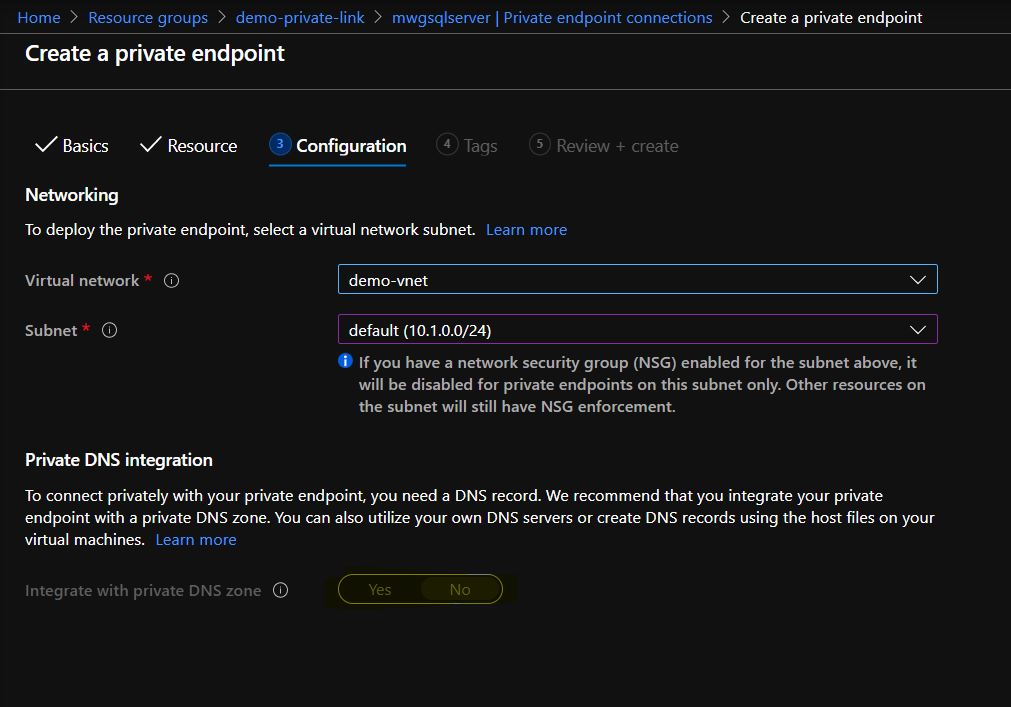 Home > Resource groups > demo-private-link > mwgsqlserver | Private endpoint connections > Create a private endpoint
Create a private endpoint
Basics Resource 3 Configuration 4 Tags 5 Review + create
Networking
To deploy the private endpoint, select a virtual network subnet. Learn more
Virtual network * demo-vnet
Subnet * default (10.1.0.0/24)
If you have a network security group (NSG) enabled for the subnet above, it
will be disabled for private endpoints on this subnet only. Other resources on
the subnet will still have NSG enforcement.
Private DNS integration
To connect privately with your private endpoint, you need a DNS record. We recommend that you integrate your private
endpoint with a private DNS zone. You can also utilize your own DNS servers or create DNS records using the host files on your
virtual machines. Learn more
Integrate with private DNS zone Yes No